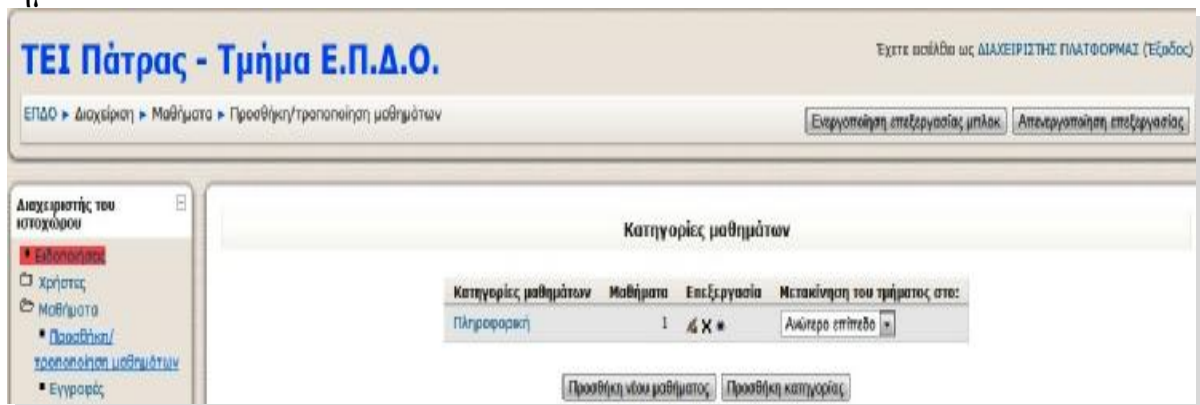 ΤΕΙ Πάτρας - Τμήμα Ε.Π.Δ.Ο.
Έχετε εισέλθει ως ΔΙΑΧΕΙΡΙΣΤΗΣ ΠΛΑΤΦΟΡΜΑΣ (Έξοδος)
ΕΠΔΟ ► Διαχείριση ► Μαθήματα ► Προσθήκη/τροποποίηση μαθημάτων
Ενεργοποίηση επεξεργασίας μπλοκ Απενεργοποίηση επεξεργασίας
Διαχειριστής του
ιστοχώρου
Ειδοποιήσεις
Χρήστες
Μαθήματα
Προσθήκη/
τροποποίηση μαθημάτων
Εγγραφές
Κατηγορίες μαθημάτων
Κατηγορίες μαθημάτων Μαθήματα Επεξεργασία Μετακίνηση του τμήματος στο:
Πληροφορική 1 Ανώτερο επίπεδο
Προσθήκη νέου μαθήματος Προσθήκη κατηγορίας